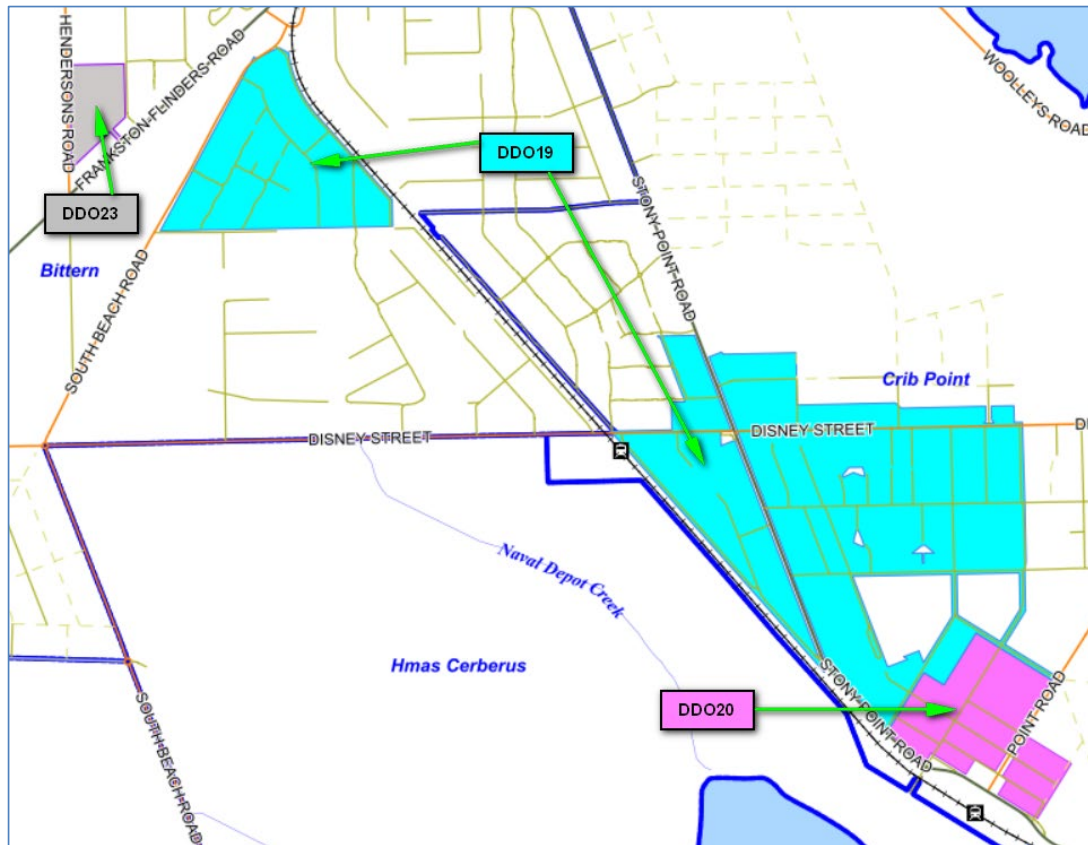 HENDERSONS ROAD
FRANKSTON-FLINDERS ROAD
WOOLLEYS ROAD
DDO19
DDO23
STONY-POINT-ROAD
Bittern
SOUTH BEACH ROAD
Crib Point
DISNEY STREET
DISNEY STREET
Naval Depot Creek
Hmas Cerberus
STONY-POINT-ROAD
DDO20
POINT-ROAD
SOUTH-BEACH-ROAD